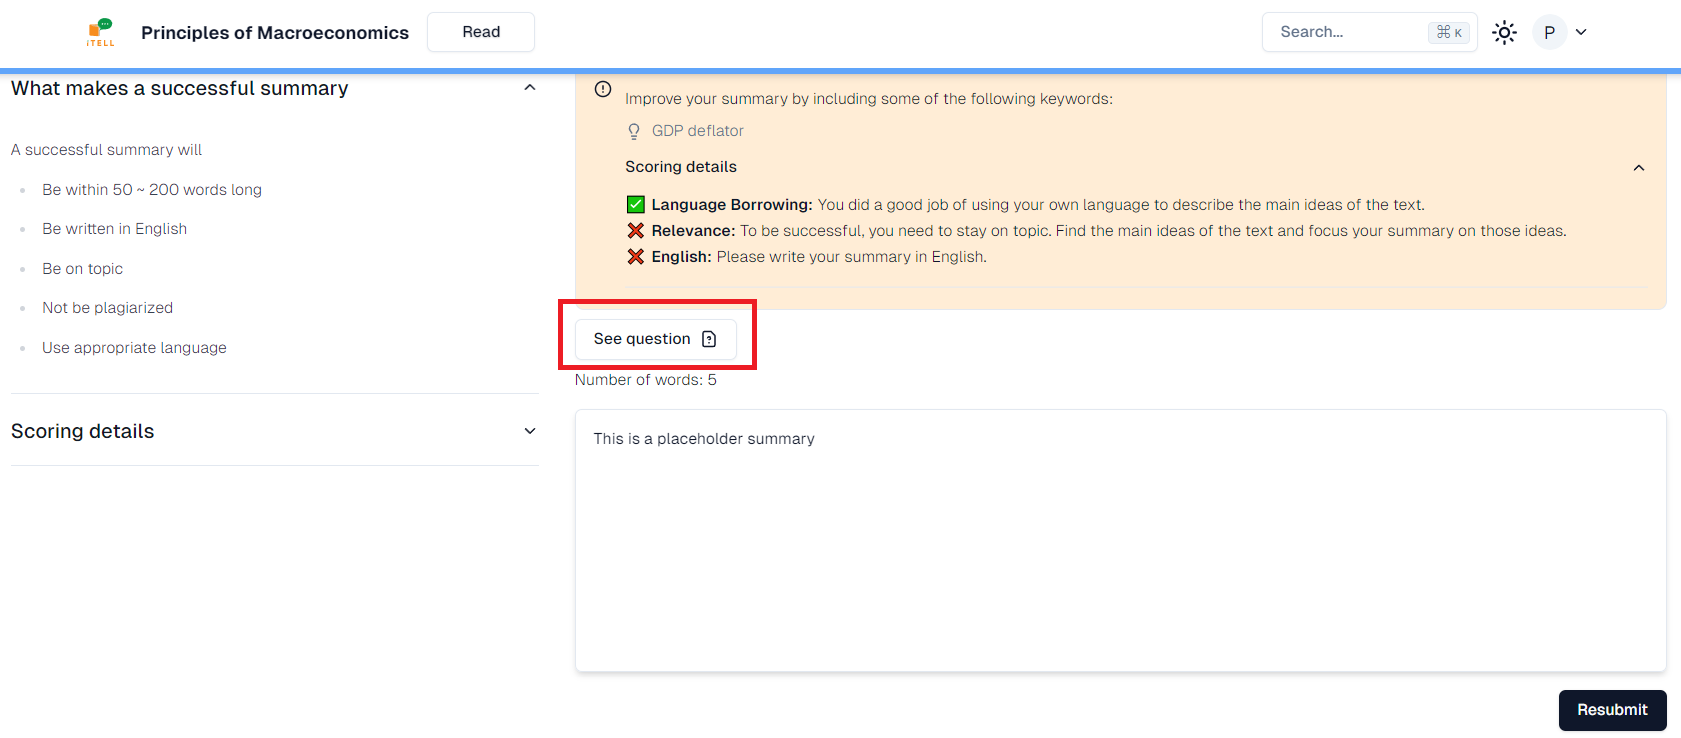 iTELL
Principles of Macroeconomics
Read
Search...
⌘ K
P
What makes a successful summary
A successful summary will
Be within 50 ~ 200 words long
Be written in English
Be on topic
Not be plagiarized
Use appropriate language
Scoring details
Improve your summary by including some of the following keywords:
GDP deflator
Scoring details
✅ Language Borrowing: You did a good job of using your own language to describe the main ideas of the text.
❌ Relevance: To be successful, you need to stay on topic. Find the main ideas of the text and focus your summary on those ideas.
❌ English: Please write your summary in English.
See question
Number of words: 5
This is a placeholder summary
Resubmit